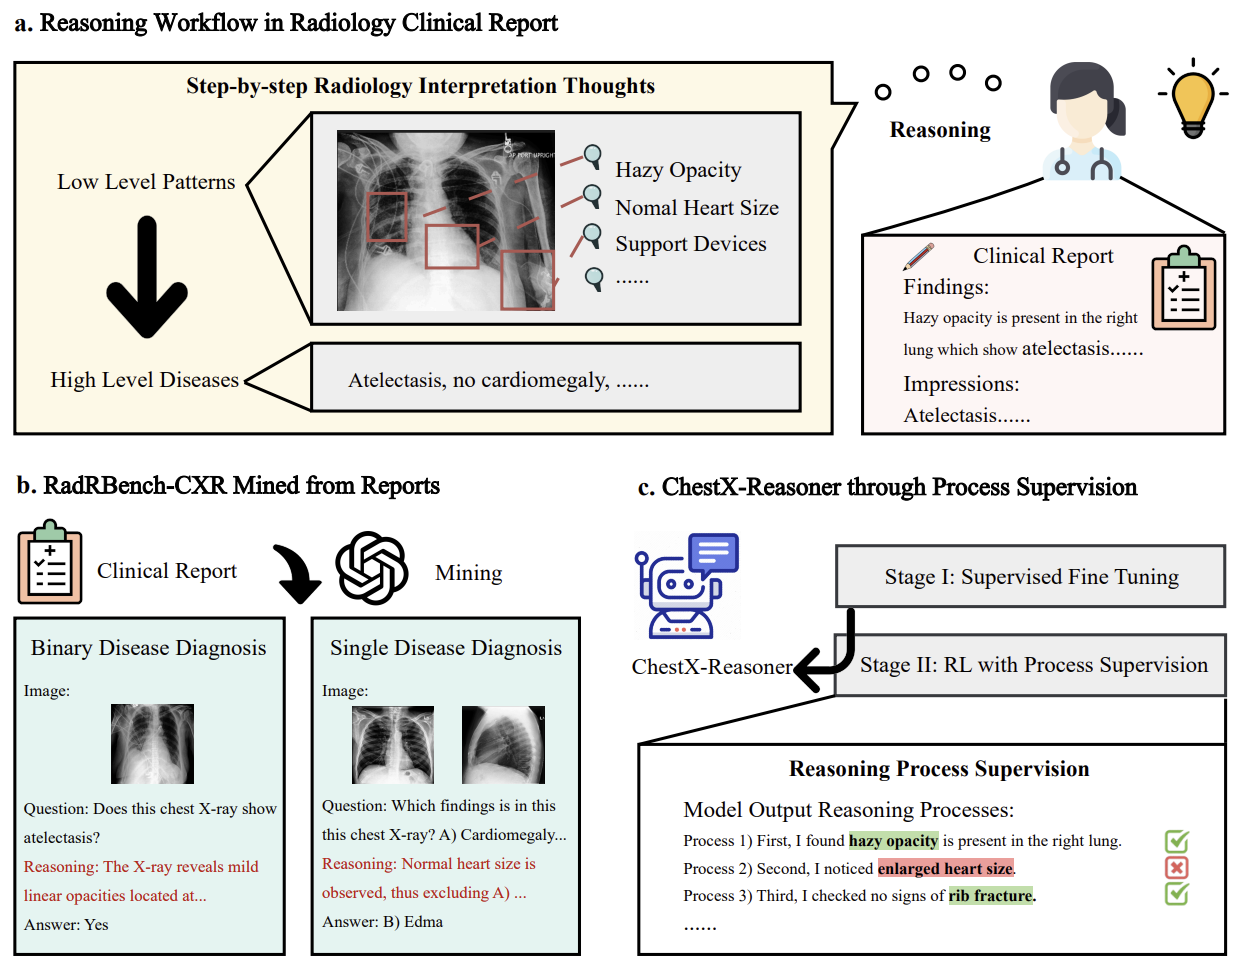 a. Reasoning Workflow in Radiology Clinical Report
Step-by-step Radiology Interpretation Thoughts
Low Level Patterns
AP PORT UPRIGHT
Hazy Opacity
Nomal Heart Size
Support Devices
......
High Level Diseases
Atelectasis, no cardiomegaly, ......
Reasoning
Clinical Report
Findings:
Hazy opacity is present in the right
lung which show atelectasis......
Impressions:
Atelectasis......
b. RadRBench-CXR Mined from Reports
Clinical Report
Mining
Binary Disease Diagnosis
Image:
Question: Does this chest X-ray show
atelectasis?
Reasoning: The X-ray reveals mild
linear opacities located at...
Answer: Yes
Single Disease Diagnosis
Image:
Question: Which findings is in this
this chest X-ray? A) Cardiomegaly...
Reasoning: Normal heart size is
observed, thus excluding A) ...
Answer: B) Edma
c. ChestX-Reasoner through Process Supervision
Stage I: Supervised Fine Tuning
ChestX-Reasoner
Stage II: RL with Process Supervision
Reasoning Process Supervision
Model Output Reasoning Processes:
Process 1) First, I found hazy opacity is present in the right lung.
Process 2) Second, I noticed enlarged heart size.
Process 3) Third, I checked no signs of rib fracture.
......